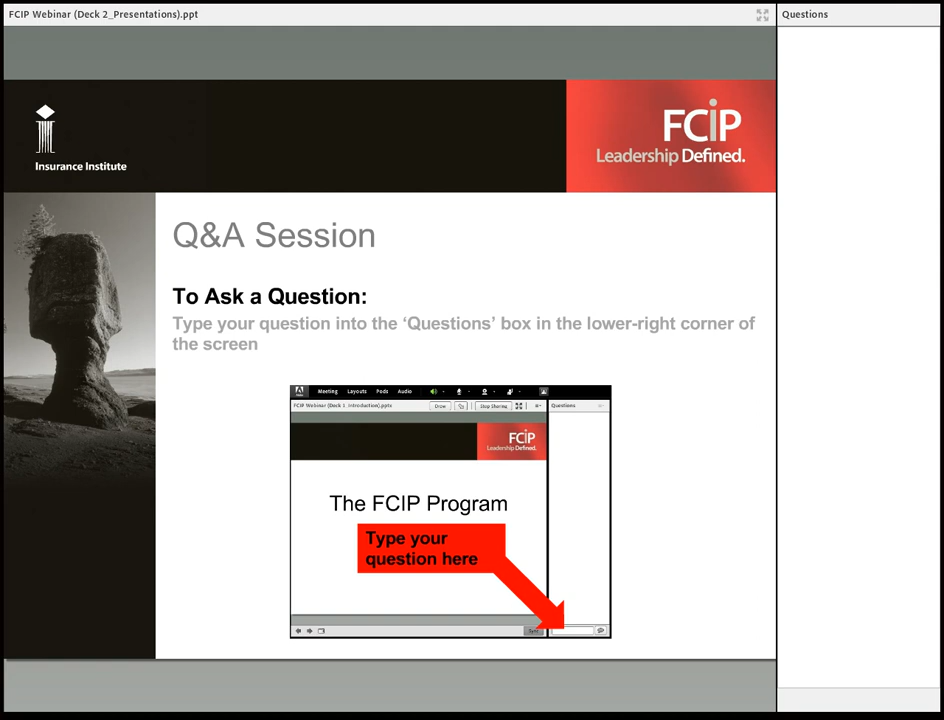 FCIP Webinar (Deck 2_Presentations).ppt
Questions
Insurance Institute
FCIP
Leadership Defined.
Q&A Session
To Ask a Question:
Type your question into the ‘Questions’ box in the lower-right corner of
the screen
Meeting Layouts Pods Audio
FCIP Webinar (Deck 1_Introduction).pptx
Draw
Stop Sharing
Questions
FCIP
Leadership Defined.
The FCIP Program
Type your
question here
Sync